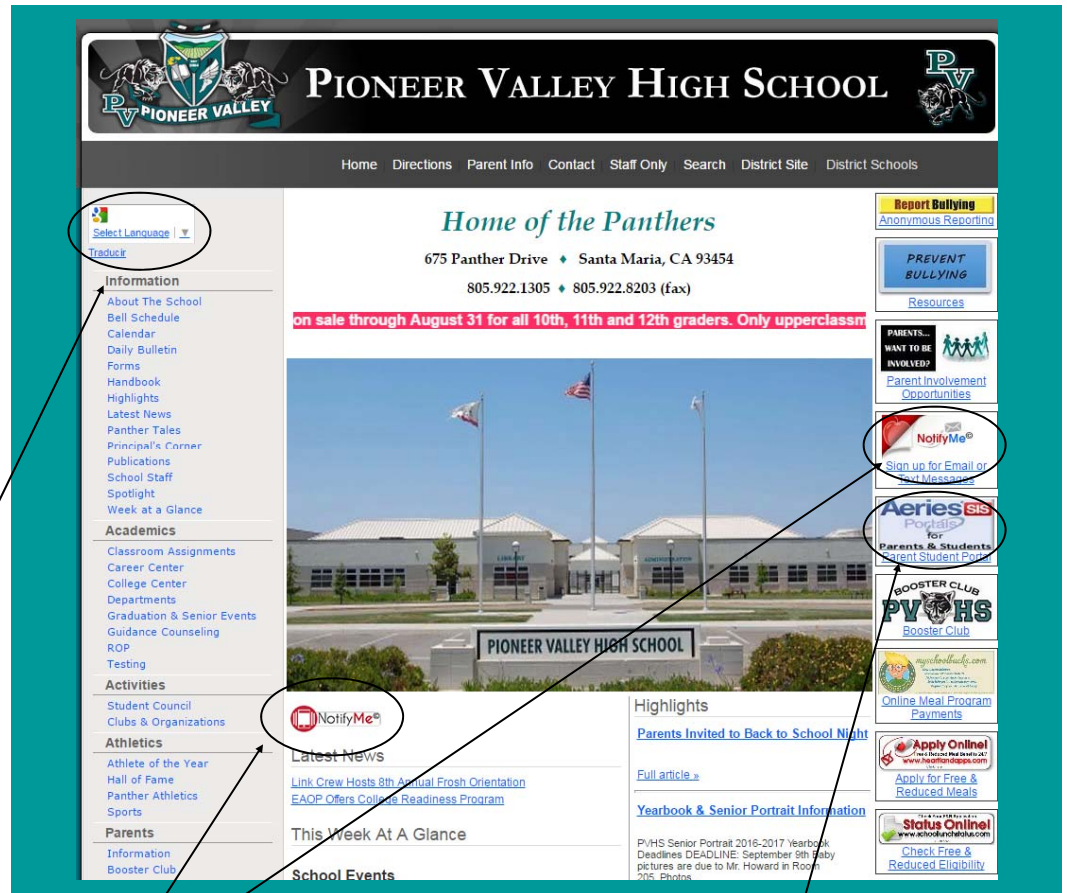 PIONEER VALLEY
PV
PIONEER VALLEY HIGH SCHOOL
PV
Home Directions Parent Info Contact Staff Only Search District Site District Schools
Select Language ▼
Traducir
Information
About The School
Bell Schedule
Calendar
Daily Bulletin
Forms
Handbook
Highlights
Latest News
Panther Tales
Principal's Corner
Publications
School Staff
Spotlight
Week at a Glance
Academics
Classroom Assignments
Career Center
College Center
Departments
Graduation & Senior Events
Guidance Counseling
ROP
Testing
Activities
Student Council
Clubs & Organizations
Athletics
Athlete of the Year
Hall of Fame
Panther Athletics
Sports
Parents
Information
Booster Club
Home of the Panthers
675 Panther Drive ♦ Santa Maria, CA 93454
805.922.1305 ♦ 805.922.8203 (fax)
on sale through August 31 for all 10th, 11th and 12th graders. Only upperclassm
LIBRARY
ADMINISTRATION
PIONEER VALLEY HIGH SCHOOL
NotifyMe©
Latest News
Link Crew Hosts 8th Annual Frosh Orientation
EAOP Offers College Readiness Program
This Week At A Glance
School Events
Highlights
Parents Invited to Back to School Night
Full article »
Yearbook & Senior Portrait Information
PVHS Senior Portrait 2016-2017 Yearbook
Deadlines DEADLINE: September 9th Baby
pictures are due to Mr. Howard in Room
205. Photos
Report Bullying
Anonymous Reporting
PREVENT
BULLYING
Resources
PARENTS...
WANT TO BE
INVOLVED?
Parent Involvement
Opportunities
NotifyMe©
Sign up for Email or
Text Messages
Aeries SIS
Portals
for
Parents & Students
Parent Student Portal
BOOSTER CLUB
PVHS
Booster Club
myschoolbucks.com
Online Meal Program
Payments
Apply Online!
www.heartlandapps.com
Apply for Free &
Reduced Meals
Status Online!
www.schoollunchstatus.com
Check Free &
Reduced Eligibility